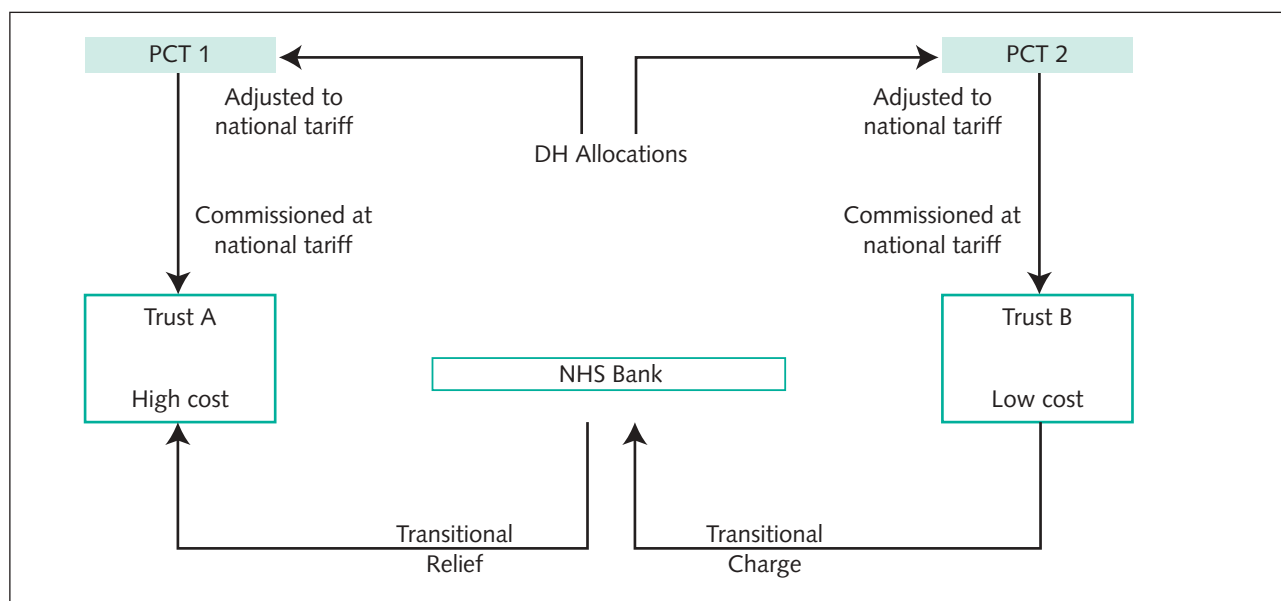 PCT 1
PCT 2
Adjusted to
national tariff
Adjusted to
national tariff
DH Allocations
Commissioned at
national tariff
Commissioned at
national tariff
Trust A
High cost
NHS Bank
Trust B
Low cost
Transitional
Relief
Transitional
Charge